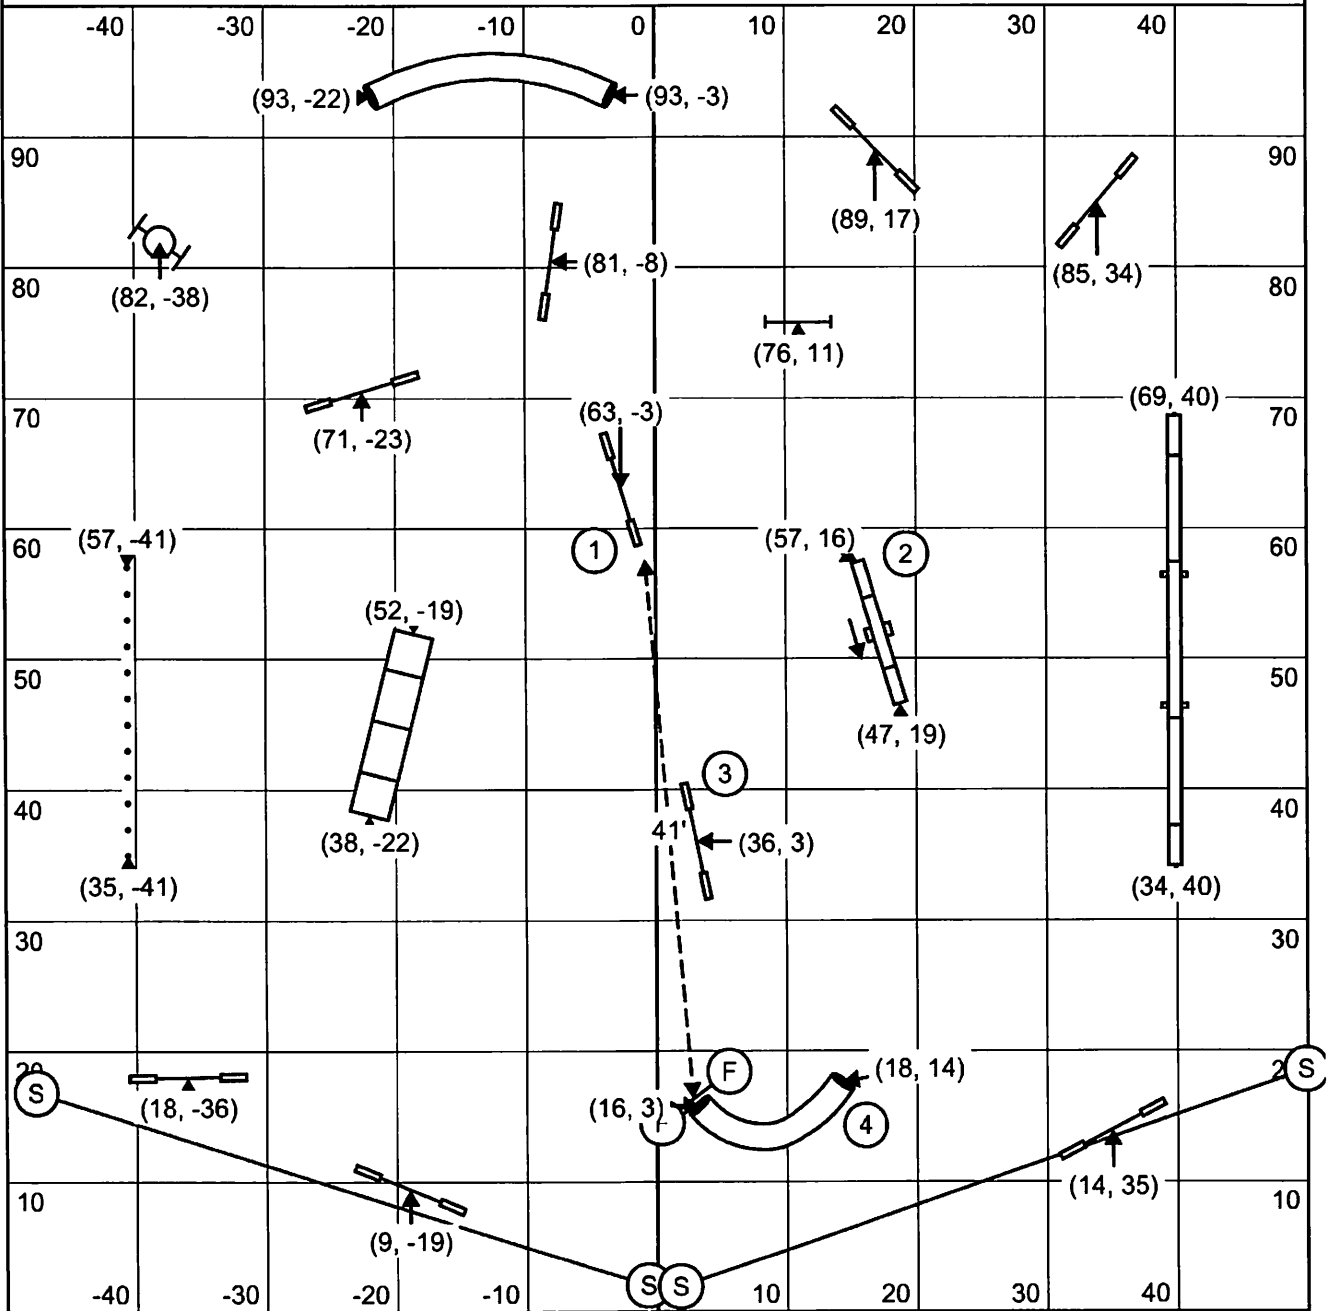 -40 -30 -20 -10 0 10 20 30 40
(93, -22) (93, -3)
90 90
(89, 17)
(81, -8)
(85, 34)
80 80
(82, -38)
(76, 11)
(69, 40)
70 (63, -3) 70
(71, -23)
(57, -41) 60 1 (57, 16) 2 60
(52, -19)
50 50
(47, 19)
3
40 40
(38, -22) 41' (36, 3)
(35, -41) (34, 40)
30 30
20 F (18, 14) 2 S
S (18, -36) (16, 3) F 4
(14, 35)
10 10
(9, -19)
S S
-40 -30 -20 -10 10 20 30 40